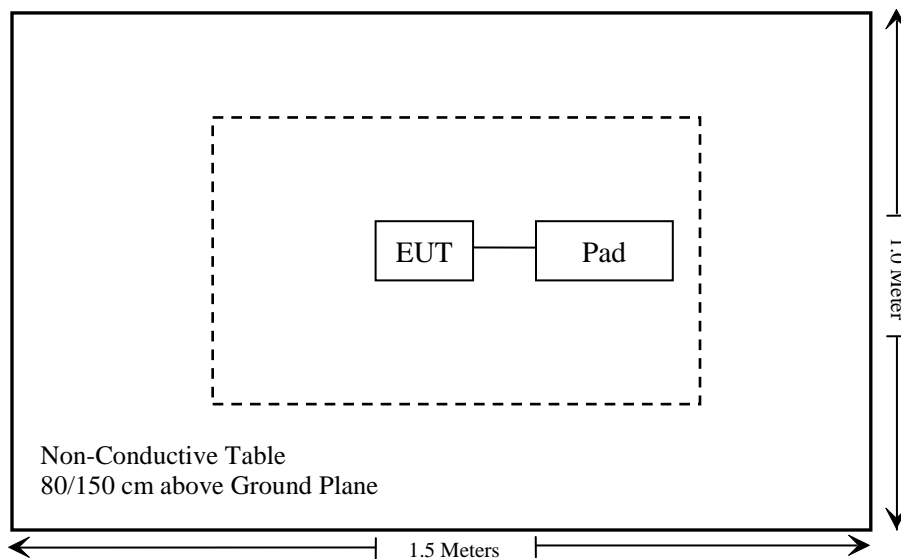 EUT
Pad
1.0 Meter
Non-Conductive Table
80/150 cm above Ground Plane
1.5 Meters